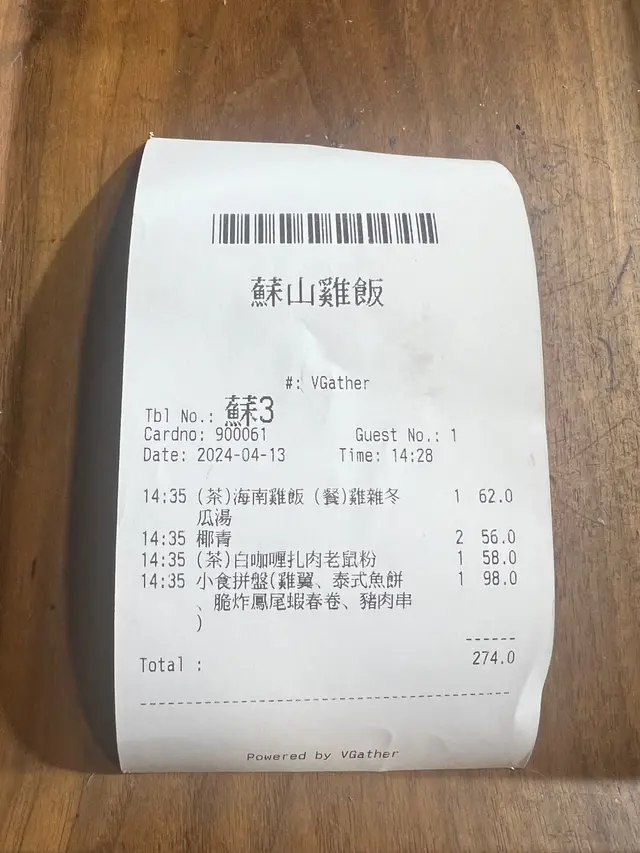 蘇山雞飯
#: VGather
Tbl No.: 蘇3
Cardno: 900061 Guest No.: 1
Date: 2024-04-13 Time: 14:28
14:35 (茶)海南雞飯 (餐)雞雜冬 1 62.0
瓜湯
14:35 椰青 2 56.0
14:35 (茶)白咖喱扎肉老鼠粉 1 58.0
14:35 小食拼盤(雞翼、泰式魚餅 1 98.0
、脆炸鳳尾蝦春卷、豬肉串
)
------
Total : 274.0
Powered by VGather